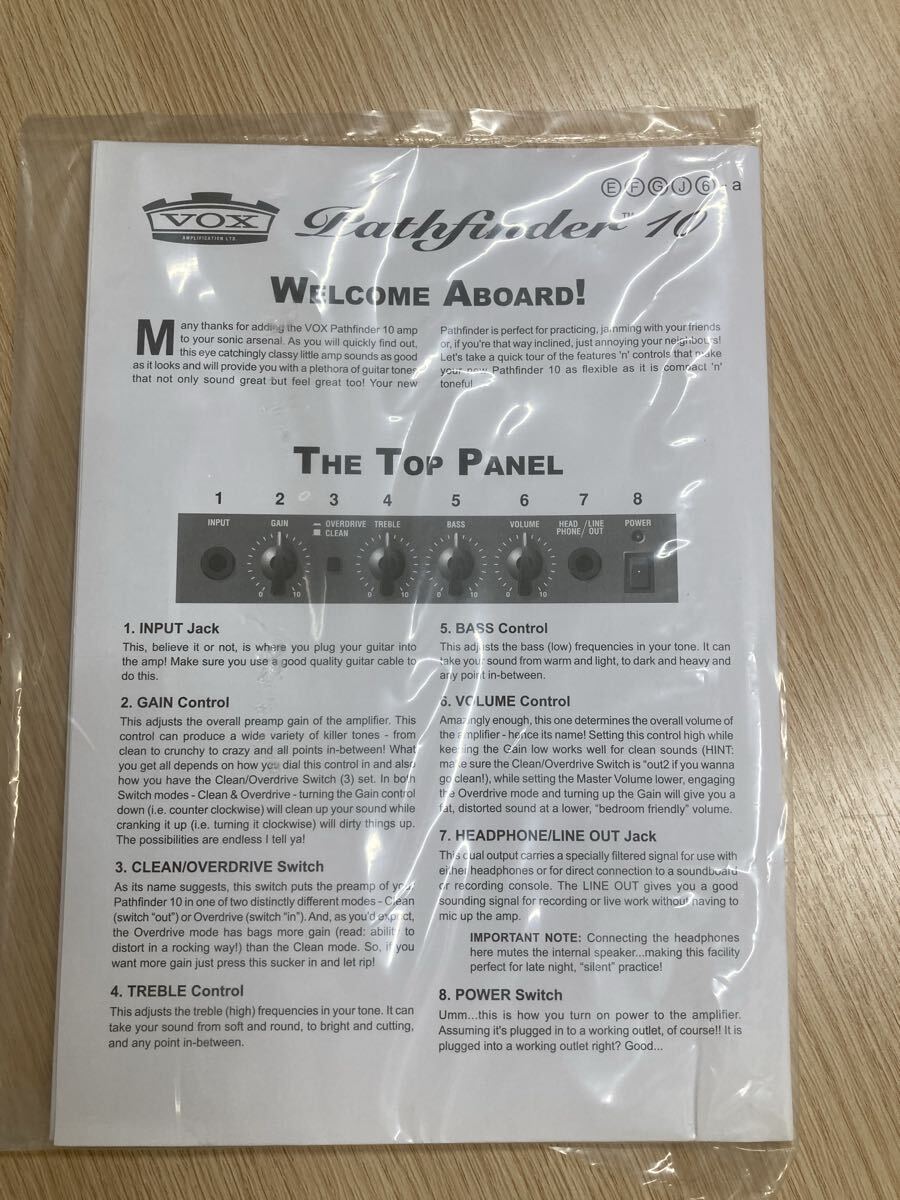 Ⓔ Ⓕ Ⓖ Ⓙ ⑥ - a
VOX
AMPLIFICATION LTD.
Pathfinder™ 10
WELCOME ABOARD!
Many thanks for adding the VOX Pathfinder 10 amp
to your sonic arsenal. As you will quickly find out,
this eye catchingly classy little amp sounds as good
as it looks and will provide you with a plethora of guitar tones
that not only sound great but feel great too! Your new
Pathfinder is perfect for practicing, jamming with your friends
or, if you're that way inclined, just annoying your neighbours!
Let's take a quick tour of the features 'n' controls that make
your new Pathfinder 10 as flexible as it is compact 'n'
toneful!
THE TOP PANEL
1 2 3 4 5 6 7 8
INPUT GAIN OVERDRIVE TREBLE BASS VOLUME HEAD / LINE POWER
CLEAN PHONE / OUT
0 10 0 10 0 10 0 10
1. INPUT Jack
This, believe it or not, is where you plug your guitar into
the amp! Make sure you use a good quality guitar cable to
do this.
2. GAIN Control
This adjusts the overall preamp gain of the amplifier. This
control can produce a wide variety of killer tones - from
clean to crunchy to crazy and all points in-between! What
you get all depends on how you dial this control in and also
how you have the Clean/Overdrive Switch (3) set. In both
Switch modes - Clean & Overdrive - turning the Gain control
down (i.e. counter clockwise) will clean up your sound while
cranking it up (i.e. turning it clockwise) will dirty things up.
The possibilities are endless I tell ya!
3. CLEAN/OVERDRIVE Switch
As its name suggests, this switch puts the preamp of your
Pathfinder 10 in one of two distinctly different modes - Clean
(switch “out”) or Overdrive (switch “in”). And, as you'd expect,
the Overdrive mode has bags more gain (read: ability to
distort in a rocking way!) than the Clean mode. So, if you
want more gain just press this sucker in and let rip!
4. TREBLE Control
This adjusts the treble (high) frequencies in your tone. It can
take your sound from soft and round, to bright and cutting,
and any point in-between.
5. BASS Control
This adjusts the bass (low) frequencies in your tone. It can
take your sound from warm and light, to dark and heavy and
any point in-between.
6. VOLUME Control
Amazingly enough, this one determines the overall volume of
the amplifier - hence its name! Setting this control high while
keeping the Gain low works well for clean sounds (HINT:
make sure the Clean/Overdrive Switch is “out2 if you wanna
go clean!), while setting the Master Volume lower, engaging
the Overdrive mode and turning up the Gain will give you a
fat, distorted sound at a lower, “bedroom friendly” volume.
7. HEADPHONE/LINE OUT Jack
This dual output carries a specially filtered signal for use with
either headphones or for direct connection to a soundboard
or recording console. The LINE OUT gives you a good
sounding signal for recording or live work without having to
mic up the amp.
IMPORTANT NOTE: Connecting the headphones
here mutes the internal speaker...making this facility
perfect for late night, “silent” practice!
8. POWER Switch
Umm...this is how you turn on power to the amplifier.
Assuming it's plugged in to a working outlet, of course!! It is
plugged into a working outlet right? Good...